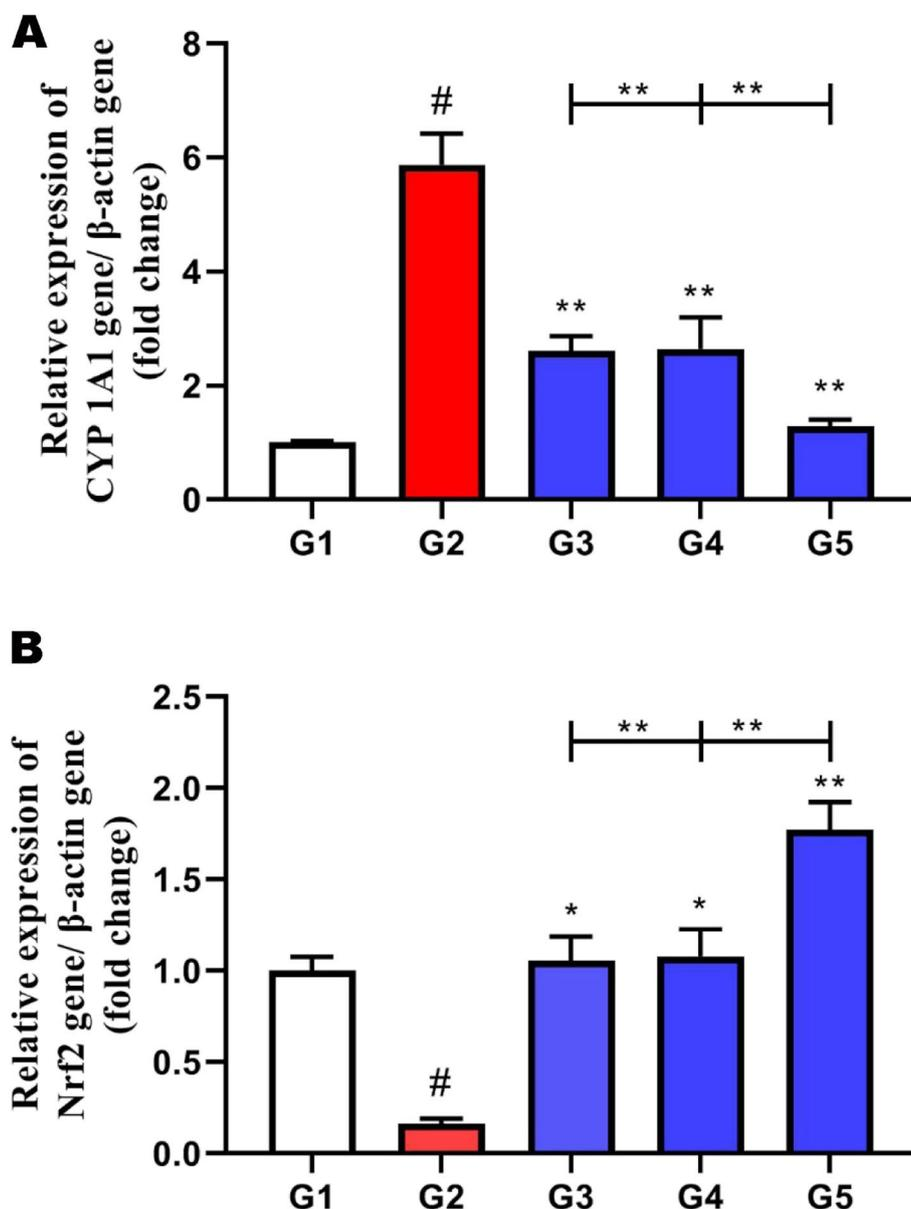 A
Relative expression of
CYP 1A1 gene/ β-actin gene
(fold change)
8
6
4
2
0
#
**
**
**
**
**
G1 G2 G3 G4 G5
B
Relative expression of
Nrf2 gene/ β-actin gene
(fold change)
2.5
2.0
1.5
1.0
0.5
0.0
#
*
*
**
**
**
G1 G2 G3 G4 G5